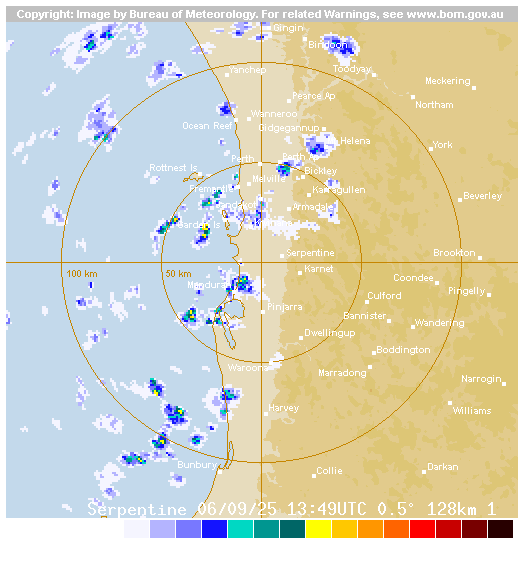 Copyright: Image by Bureau of Meteorology. For related Warnings, see www.bom.gov.au
Gingin
Bindoon
Yanchep
Toodyay
Meckering
Pearce Ap
Northam
Wanneroo
Ocean Reef
Gidgegannup
Helena
York
Perth
Perth
Rottnest Is
Bickley
Melville
Fremantle
Karragullen
Beverley
Armadale
Garden Is
Serpentine
Brookton
100 km
50 km
Karnet
Coondee
Mandurah
Pingelly
Culford
Pinjarra
Bannister
Wandering
Dwellingup
Boddington
Waroona
Marradong
Narrogin
Harvey
Williams
Bunbury
Collie
Darkan
Serpentine 06/09/25 13:49UTC 0.5° 128km 1